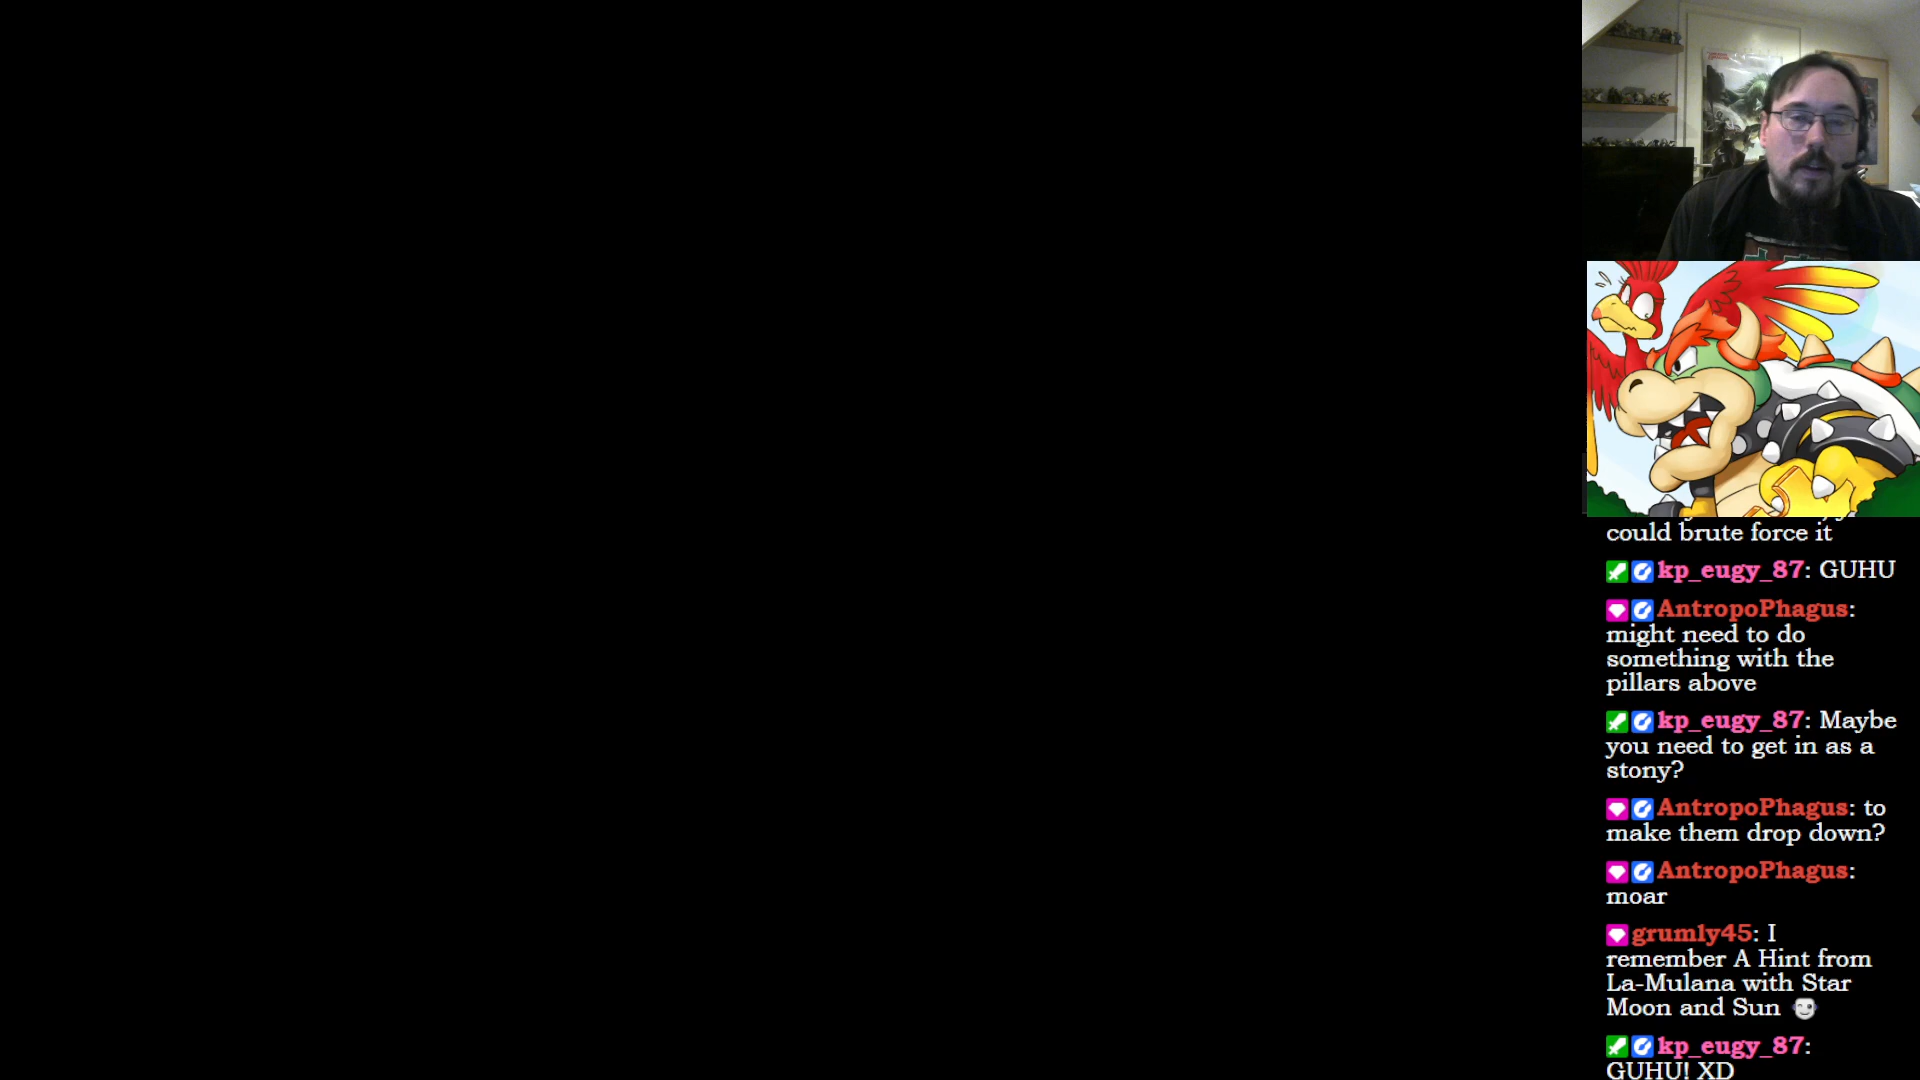 could brute force it
kp_eugy_87: GUHU
AntropoPhagus:
might need to do
something with the
pillars above
kp_eugy_87: Maybe
you need to get in as a
stony?
AntropoPhagus: to
make them drop down?
AntropoPhagus:
moar
grumly45: I
remember A Hint from
La-Mulana with Star
Moon and Sun
kp_eugy_87:
GUHU! XD